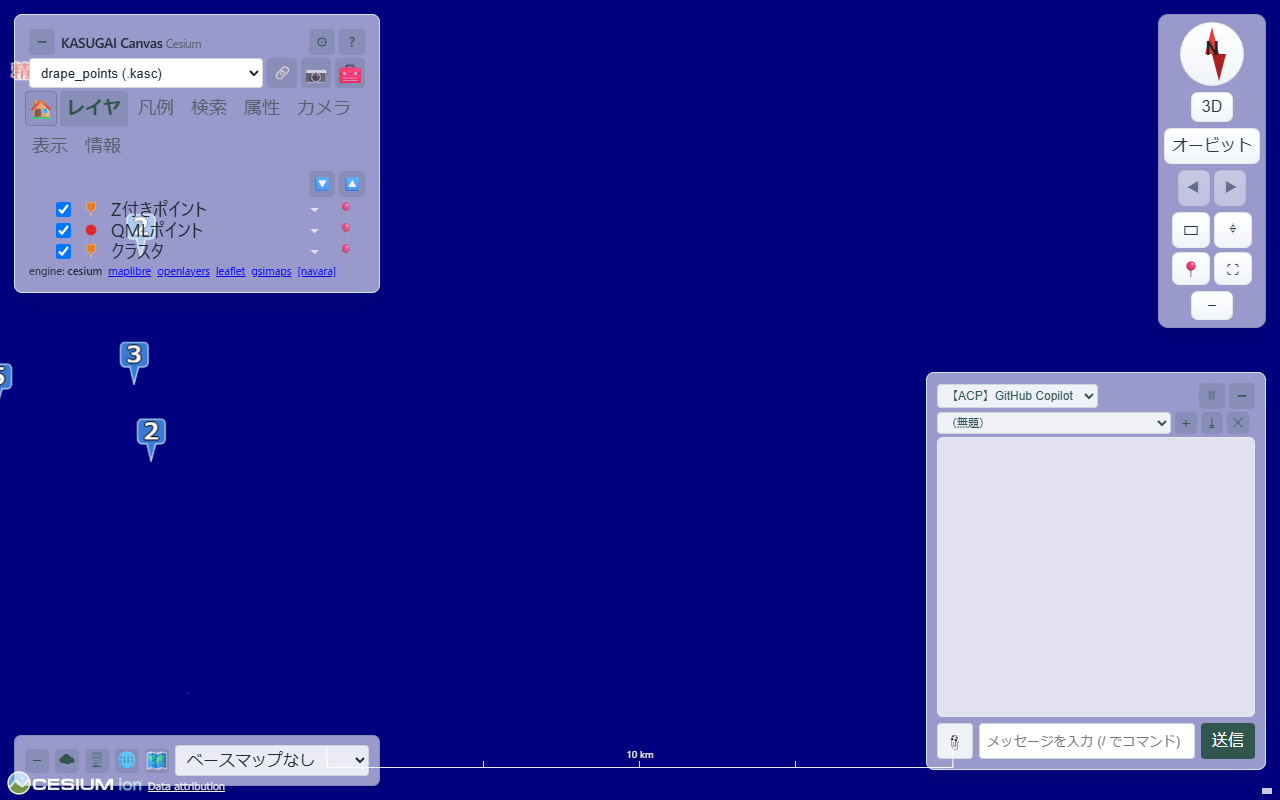 KASUGAI Canvas Cesium
?
drape_points (.kasc)
レイヤ 凡例 検索 属性 カメラ
表示 情報
Z付きポイント
QMLポイント
クラスタ
engine: cesium maplibre openlayers leaflet gsimaps [navara]
3
2
N
3D
オービット
【ACP】GitHub Copilot
（無題）
メッセージを入力 (/ でコマンド)
送信
ベースマップなし
10 km
CESIUM ion Data attribution